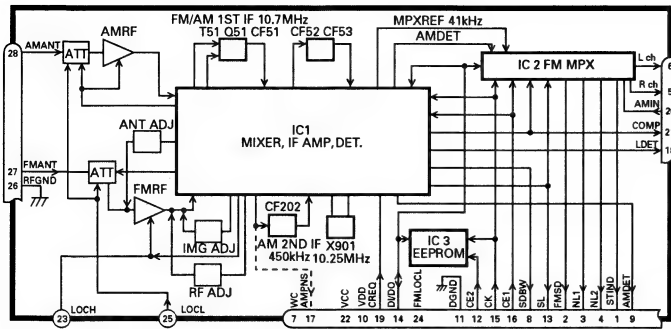 FM/AM 1ST IF 10.7MHz
T51 Q51 CF51
CF52 CF53
MPXREF 41kHz
AMDET
AMRF
28
AMANT
ATT
IC 2 FM MPX
L ch
R ch
5
AMIN
COMP
LDET
IC1
MIXER, IF AMP, DET.
ANT ADJ
27
FMANT
26
RFGND
ATT
FMRF
IMG ADJ
RF ADJ
CF202
AM 2ND IF
450kHz
X901
10.25MHz
IC 3
EEPROM
23
LOCH
25
LOCL
WC
AMPNS
VCC
VDD
CREQ
DI/DO
FMLOCL
DGND
CE2
CK
CE1
SDBW
SL
FMSD
NL1
NL2
STIND
AMDET
7 17 22 10 19 14 24 11 12 15 16 8 13 2 3 4 1 9